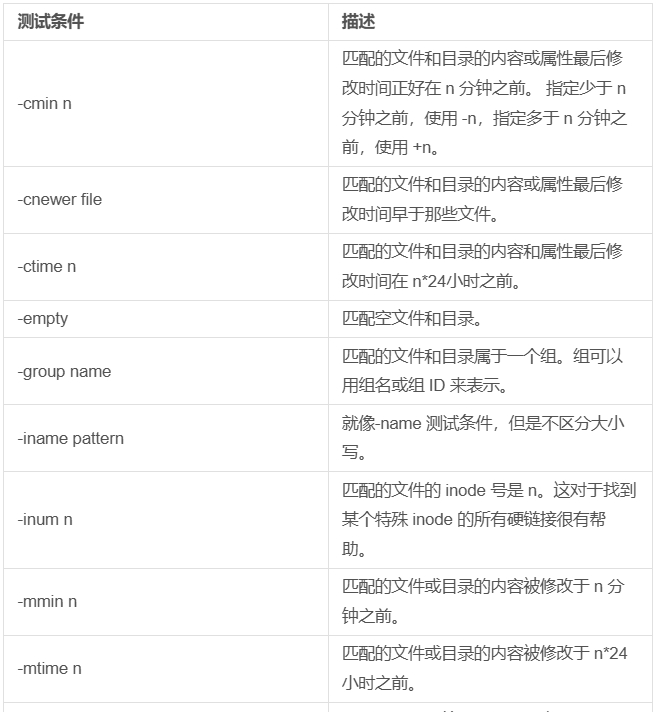 测试条件 描述
-cmin n
匹配的文件和目录的内容或属性最后修
改时间正好在 n 分钟之前。 指定少于 n
分钟之前，使用 -n，指定多于 n 分钟之
前，使用 +n。
-cnewer file
匹配的文件和目录的内容或属性最后修
改时间早于那些文件。
-ctime n
匹配的文件和目录的内容和属性最后修
改时间在 n*24小时之前。
-empty
匹配空文件和目录。
-group name
匹配的文件和目录属于一个组。组可以
用组名或组 ID 来表示。
-iname pattern
就像-name 测试条件，但是不区分大小
写。
-inum n
匹配的文件的 inode 号是 n。这对于找到
某个特殊 inode 的所有硬链接很有帮
助。
-mmin n
匹配的文件或目录的内容被修改于 n 分
钟之前。
-mtime n
匹配的文件或目录的内容被修改于 n*24
小时之前。